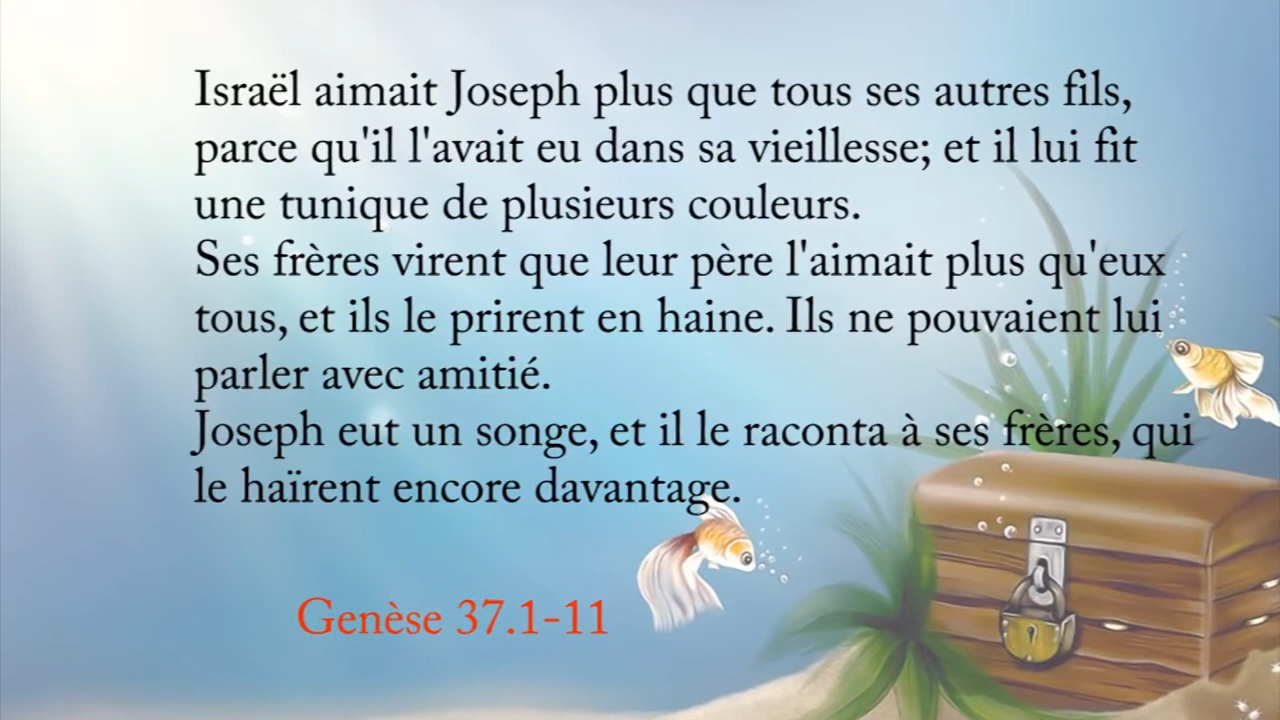 Israël aimait Joseph plus que tous ses autres fils,
parce qu'il l'avait eu dans sa vieillesse; et il lui fit
une tunique de plusieurs couleurs.
Ses frères virent que leur père l'aimait plus qu'eux
tous, et ils le prirent en haine. Ils ne pouvaient lui
parler avec amitié.
Joseph eut un songe, et il le raconta à ses frères, qui
le haïrent encore davantage.
Genèse 37.1-11